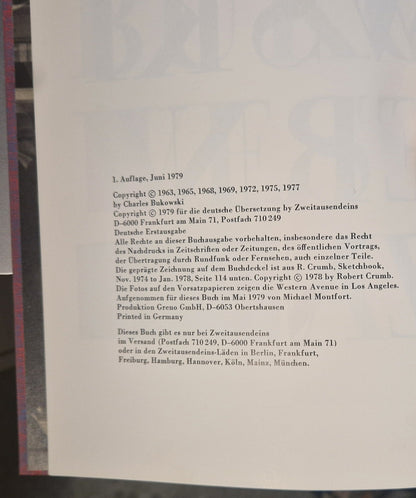 1. Auflage, Juni 1979
Copyright © 1963, 1965, 1968, 1969, 1972, 1975, 1977
by Charles Bukowski
Copyright © 1979 für die deutsche Übersetzung by Zweitausendeins
D-6000 Frankfurt am Main 71, Postfach 710 249
Deutsche Erstausgabe
Alle Rechte an dieser Buchausgabe vorbehalten, insbesondere das Recht
des Nachdrucks in Zeitschriften oder Zeitungen, des öffentlichen Vortrags,
der Übertragung durch Rundfunk oder Fernsehen, auch einzelner Teile.
Die geprägte Zeichnung auf dem Buchdeckel ist aus R. Crumb, Sketchbook,
Nov. 1974 to Jan. 1978, Seite 114 unten. Copyright © 1978 by Robert Crumb.
Die Fotos auf den Vorsatzpapieren zeigen die Western Avenue in Los Angeles.
Aufgenommen für dieses Buch im Mai 1979 von Michael Montfort.
Produktion Greno GmbH, D-6053 Obertshausen
Printed in Germany
Dieses Buch gibt es nur bei Zweitausendeins
im Versand (Postfach 710 249, D-6000 Frankfurt am Main 71)
oder in den Zweitausendeins-Läden in Berlin, Frankfurt,
Freiburg, Hamburg, Hannover, Köln, Mainz, München.